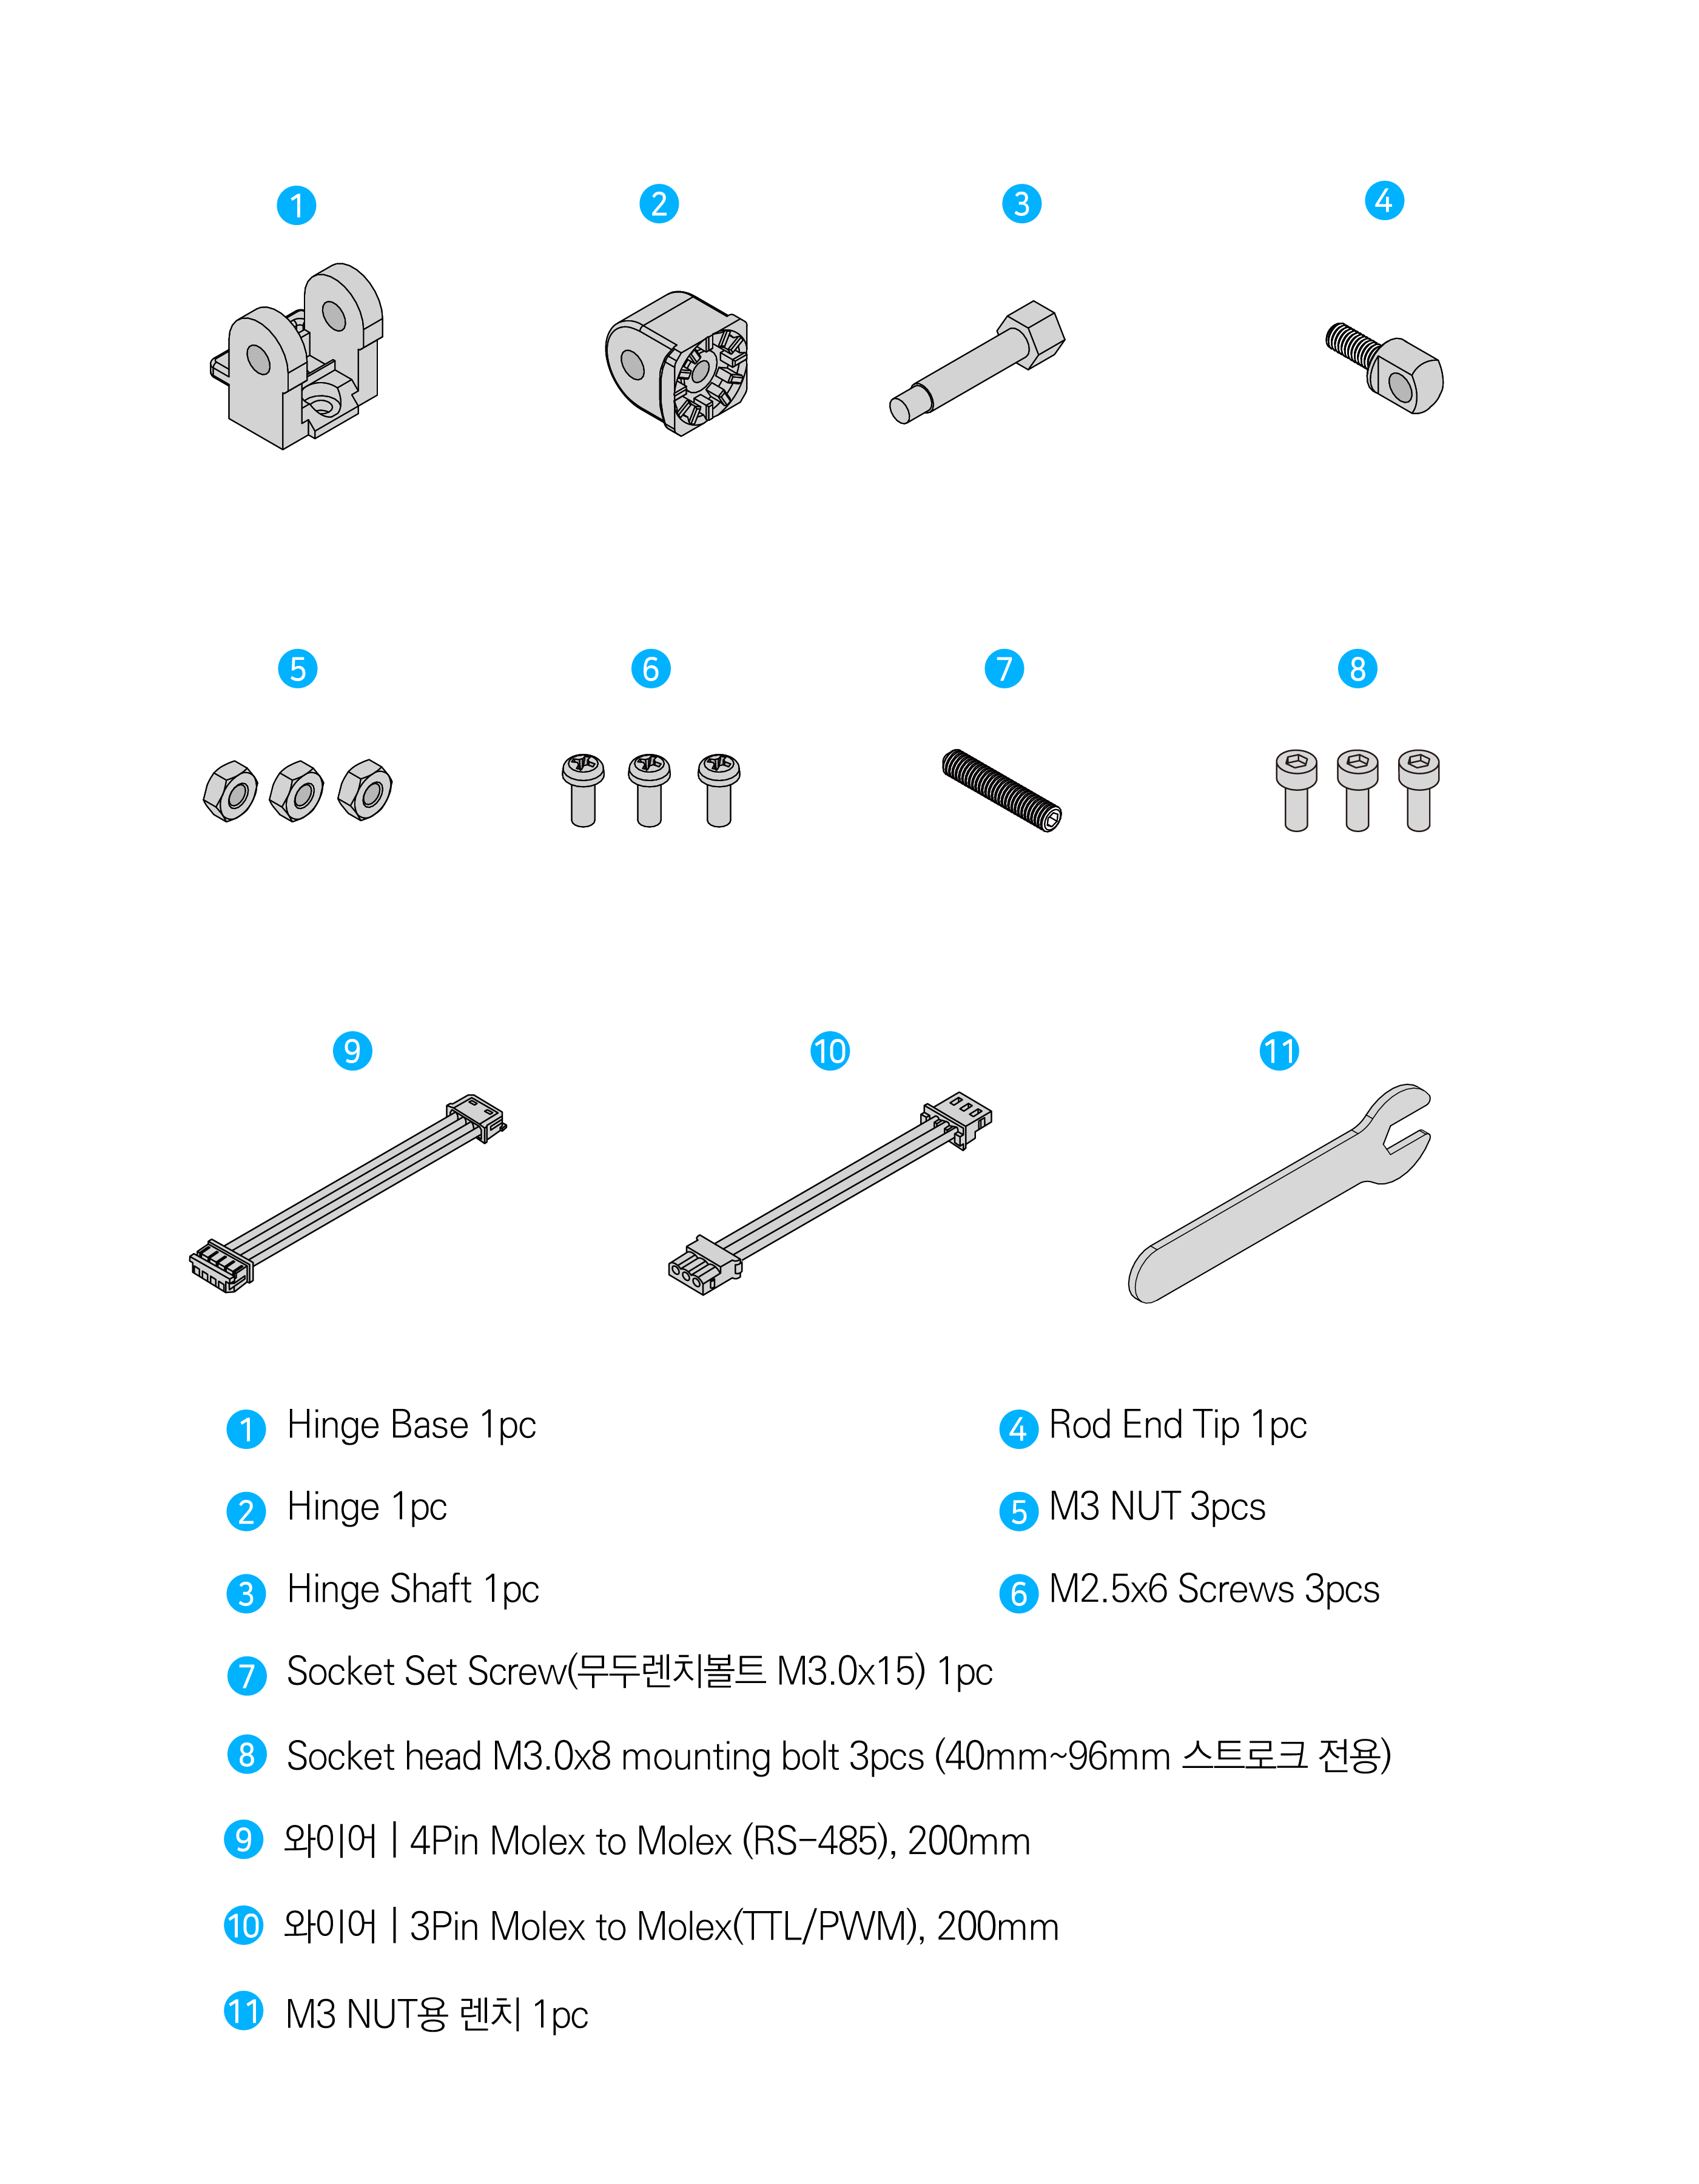 1 2 3 4
5 6 7 8
9 10 11
1 Hinge Base 1pc
4 Rod End Tip 1pc
2 Hinge 1pc
5 M3 NUT 3pcs
3 Hinge Shaft 1pc
6 M2.5x6 Screws 3pcs
7 Socket Set Screw(무두렌치볼트 M3.0x15) 1pc
8 Socket head M3.0x8 mounting bolt 3pcs (40mm~96mm 스트로크 전용)
9 와이어 | 4Pin Molex to Molex (RS-485), 200mm
10 와이어 | 3Pin Molex to Molex(TTL/PWM), 200mm
11 M3 NUT용 렌치 1pc